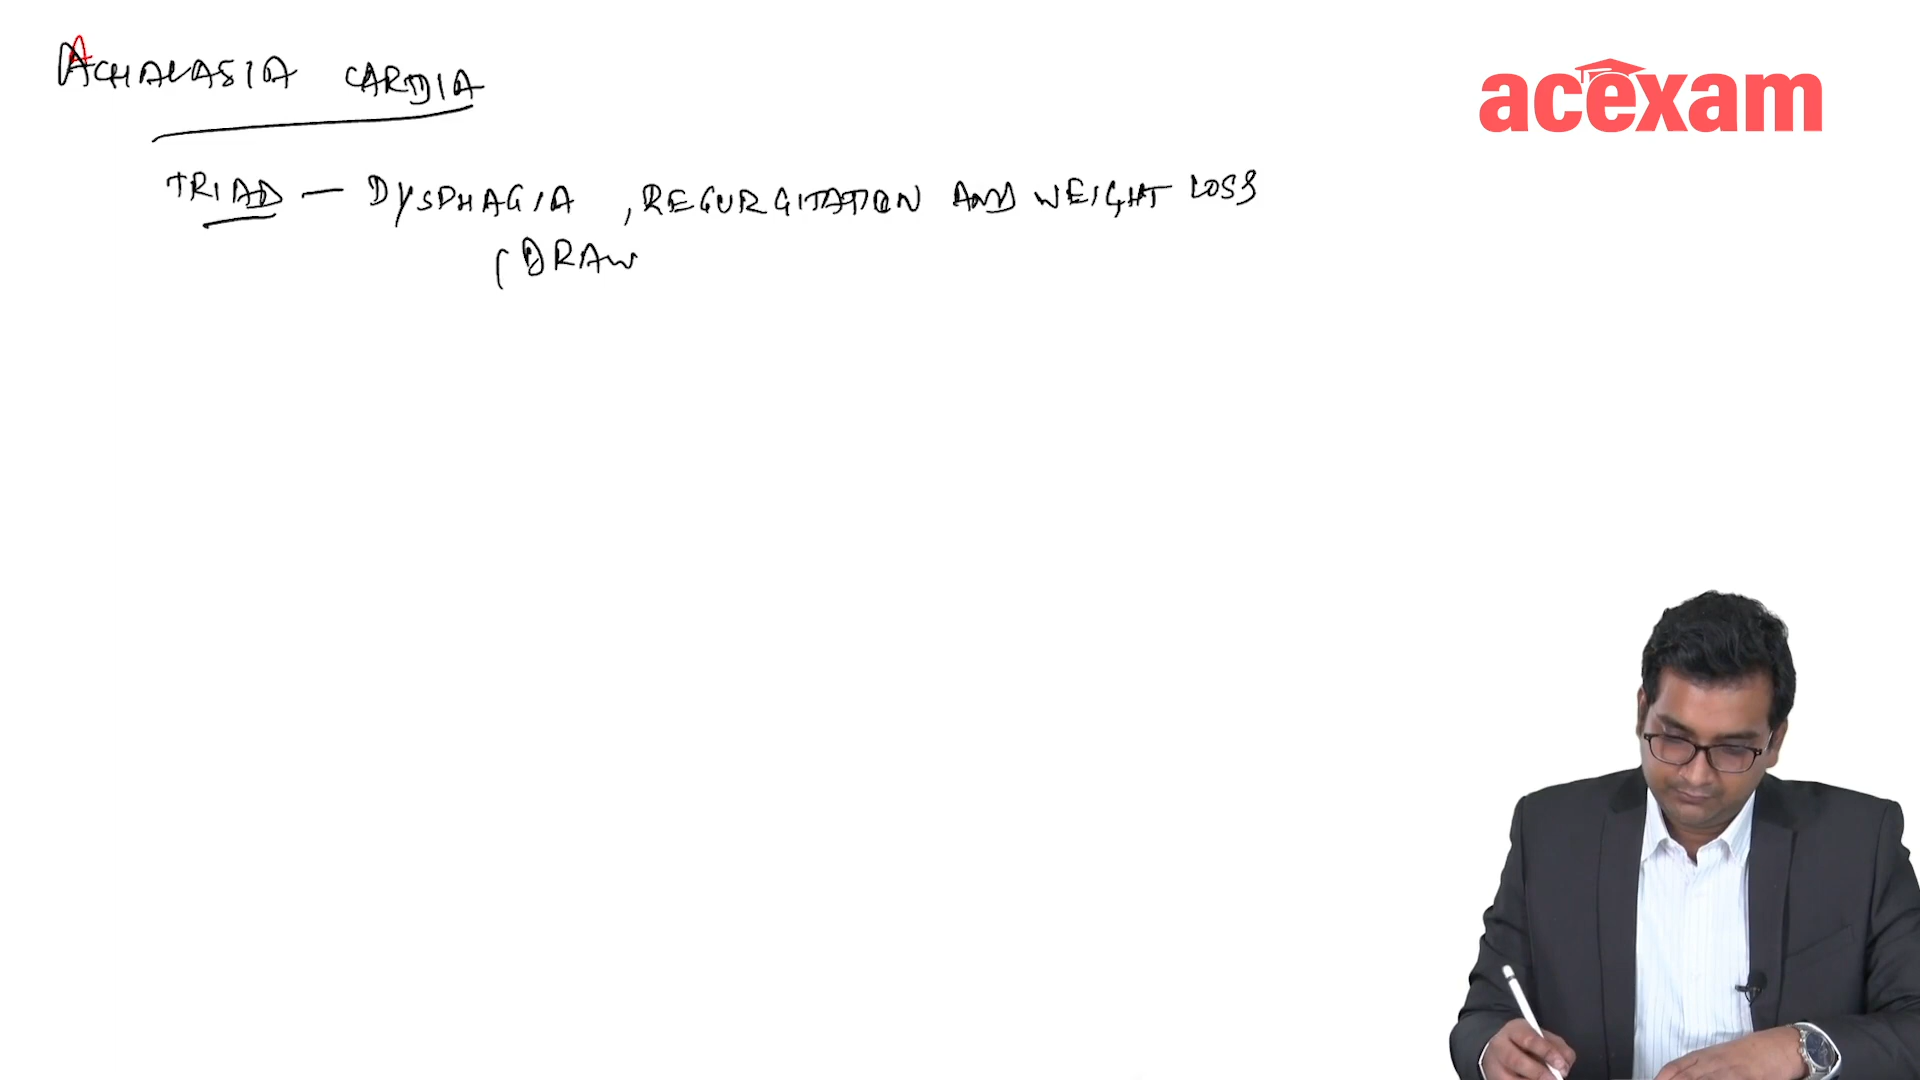 ACHALASIA CARDIA
acexam
TRIAD — DYSPHAGIA , REGURGITATION AND WEIGHT LOSS
(DRAW